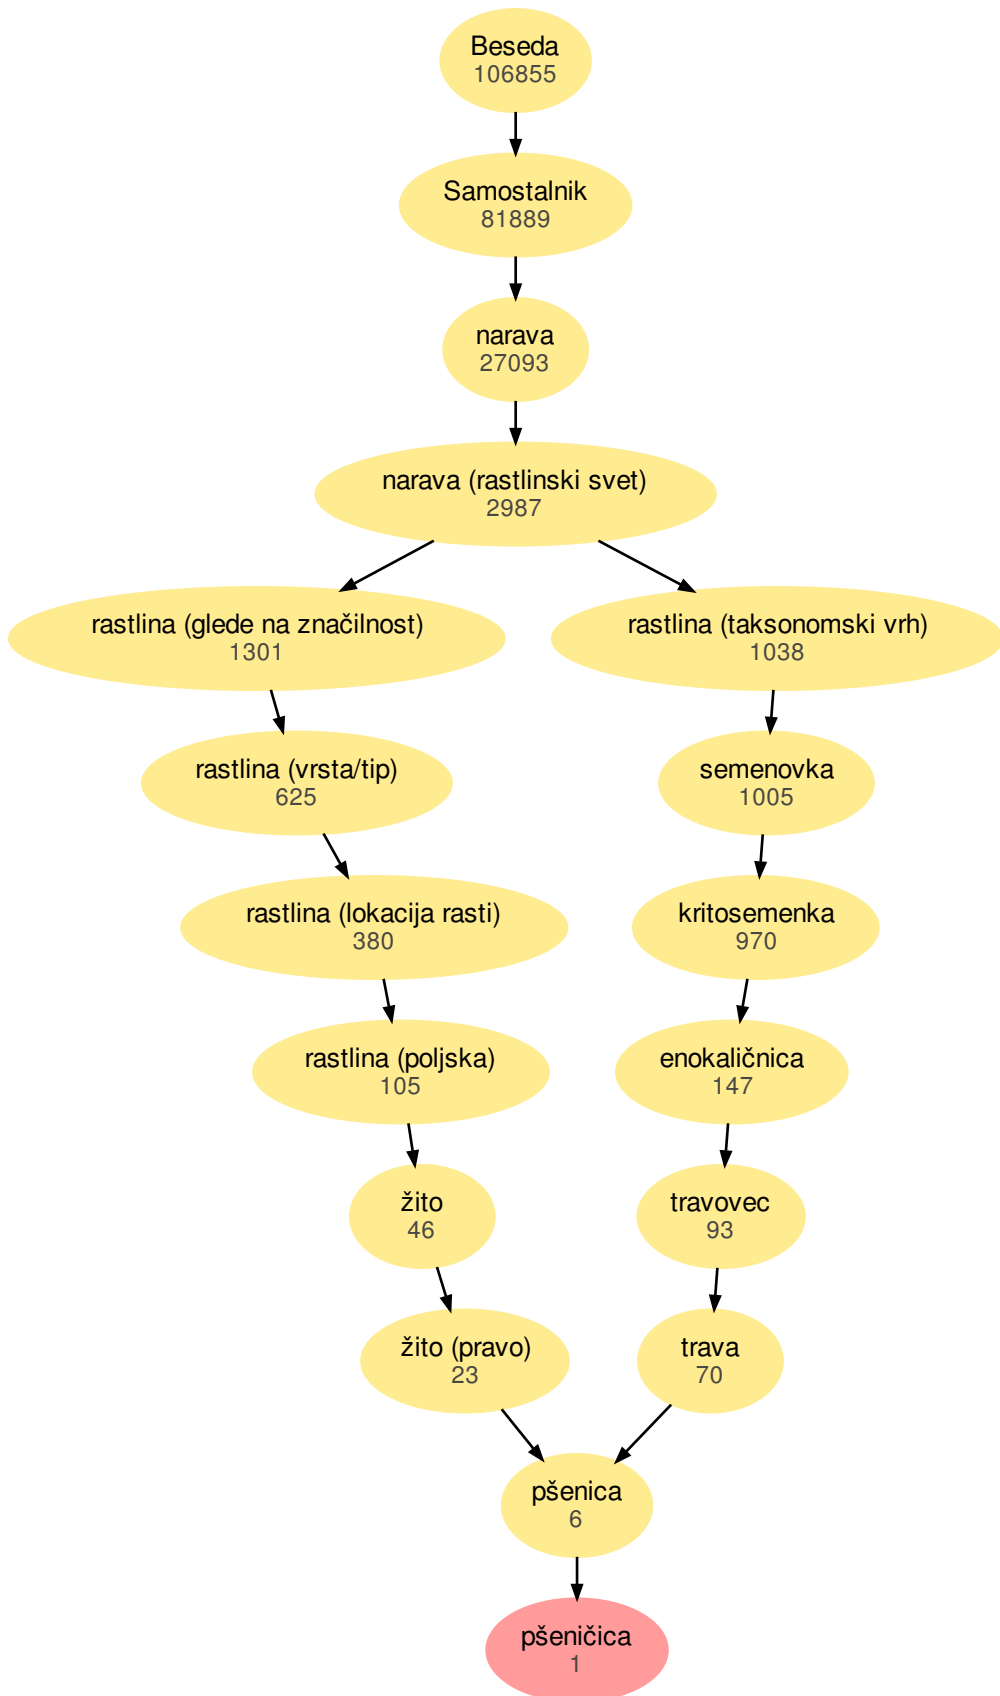 Beseda
106855
Samostalnik
81889
narava
27093
narava (rastlinski svet)
2987
rastlina (glede na značilnost)
1301
rastlina (taksonomski vrh)
1038
rastlina (vrsta/tip)
625
semenovka
1005
rastlina (lokacija rasti)
380
kritosemenka
970
rastlina (poljska)
105
enokaličnica
147
žito
46
travovec
93
žito (pravo)
23
trava
70
pšenica
6
pšeničica
1